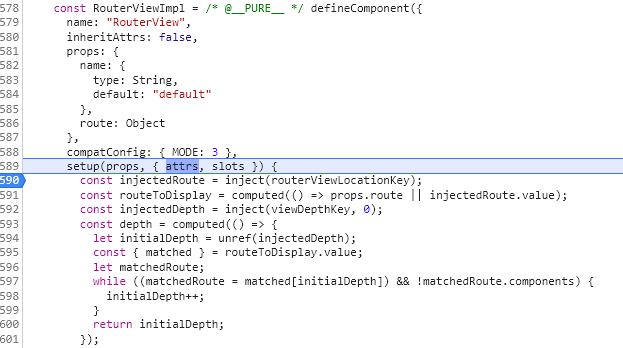 578 const RouterViewImpl = /* @__PURE__ */ defineComponent({
579 name: "RouterView",
580 inheritAttrs: false,
581 props: {
582 name: {
583 type: String,
584 default: "default"
585 },
586 route: Object
587 },
588 compatConfig: { MODE: 3 },
589 setup(props, { attrs, slots }) {
590 const injectedRoute = inject(routerViewLocationKey);
591 const routeToDisplay = computed(() => props.route || injectedRoute.value);
592 const injectedDepth = inject(viewDepthKey, 0);
593 const depth = computed(() => {
594 let initialDepth = unref(injectedDepth);
595 const { matched } = routeToDisplay.value;
596 let matchedRoute;
597 while ((matchedRoute = matched[initialDepth]) && !matchedRoute.components) {
598 initialDepth++;
599 }
600 return initialDepth;
601 });